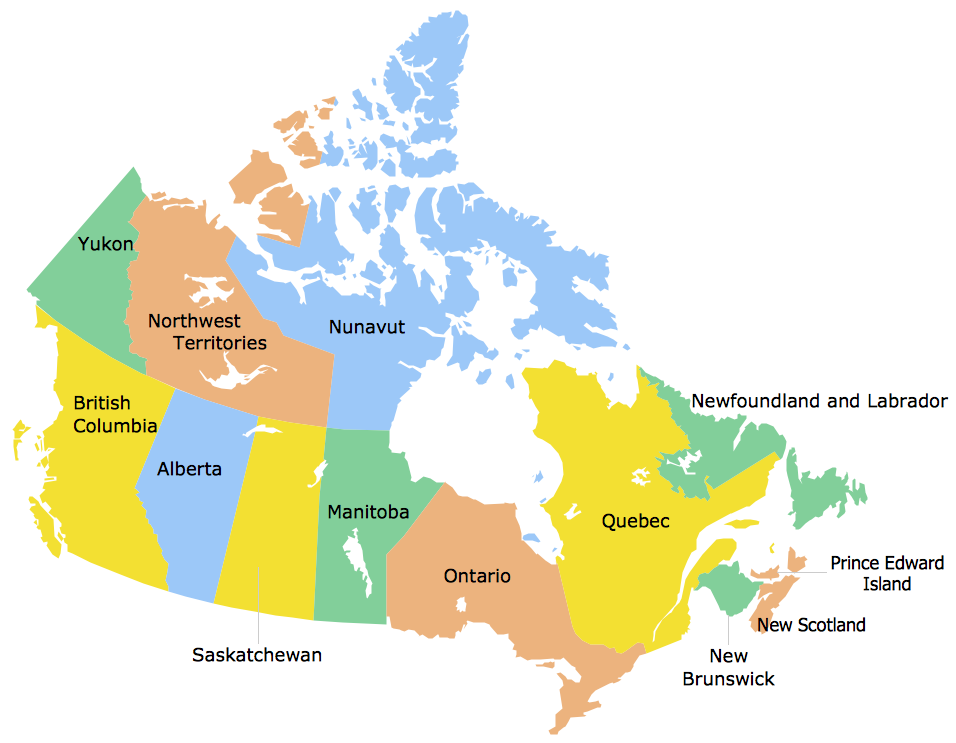 Yukon
Northwest
Territories
Nunavut
British
Columbia
Newfoundland and Labrador
Alberta
Manitoba
Quebec
Ontario
Prince Edward
Island
New Scotland
Saskatchewan
New
Brunswick